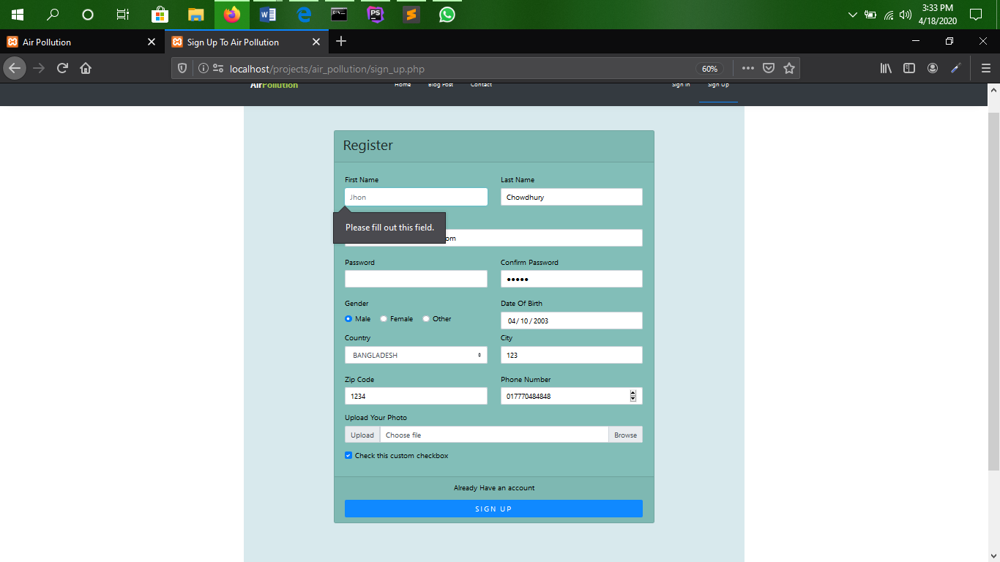 3:33 PM
4/18/2020
Air Pollution
Sign Up To Air Pollution
localhost/projects/air_pollution/sign_up.php
60%
AirPollution
Home
Blog Post
Contact
Sign In
Sign Up
Register
First Name
Last Name
Jhon
Chowdhury
Please fill out this field.
om
Password
Confirm Password
•••••
Gender
Date Of Birth
Male
Female
Other
04 / 10 / 2003
Country
City
BANGLADESH
123
Zip Code
Phone Number
1234
017770484848
Upload Your Photo
Upload
Choose file
Browse
Check this custom checkbox
Already Have an account
SIGN UP